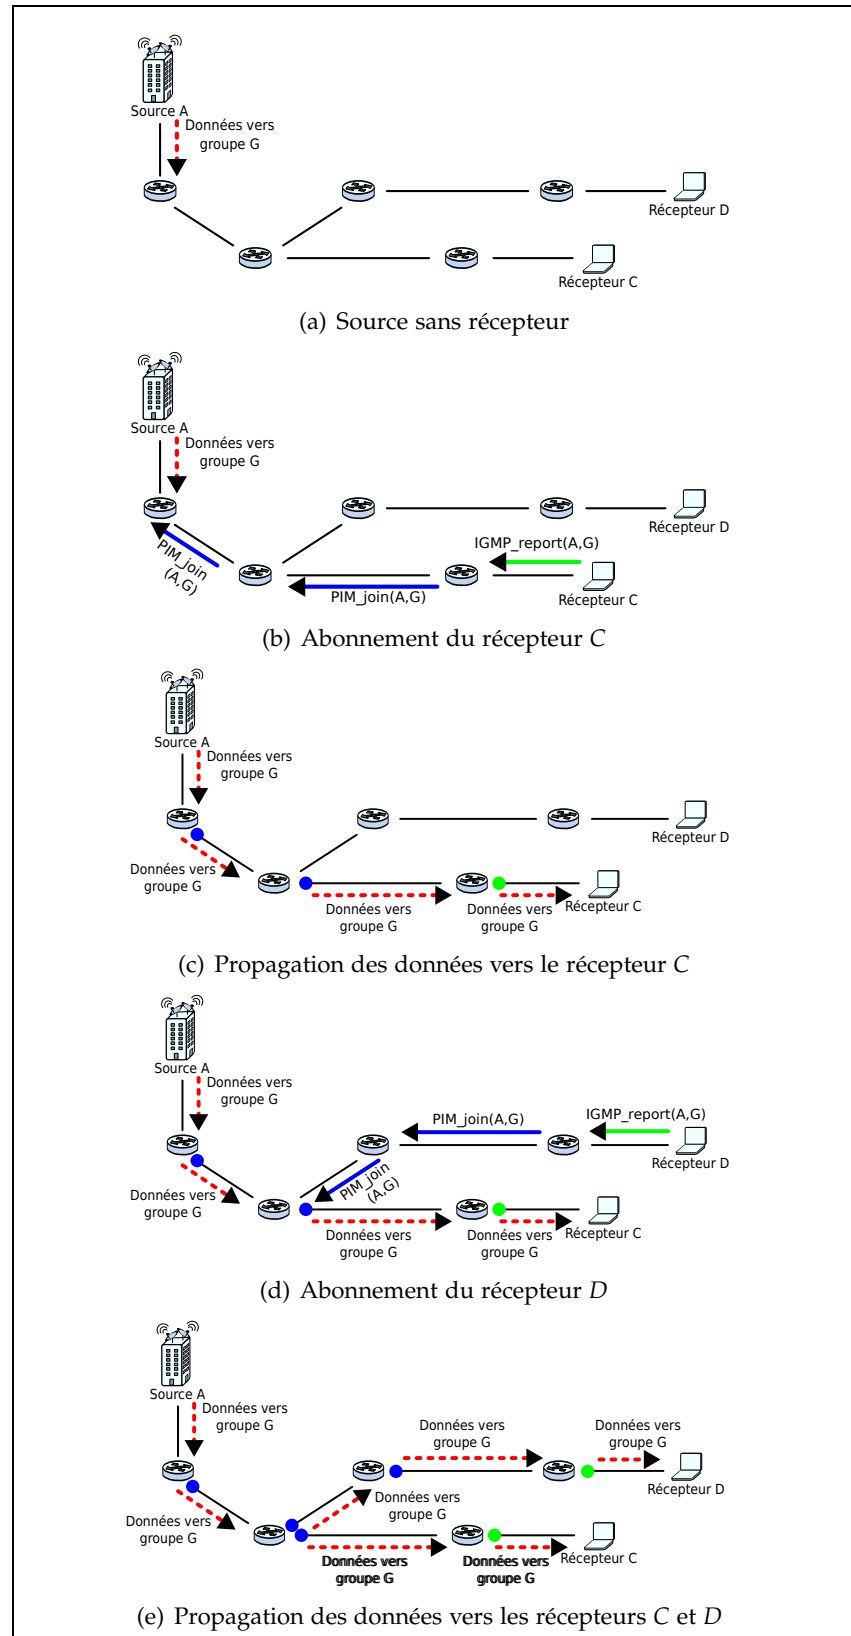 Source A
Données vers
groupe G
Récepteur D
Récepteur C
(a) Source sans récepteur
Source A
Données vers
groupe G
Récepteur D
IGMP_report(A,G)
PIM_join
(A,G)
PIM_join(A,G)
Récepteur C
(b) Abonnement du récepteur C
Source A
Données vers
groupe G
Récepteur D
Données vers
groupe G
Données vers
groupe G
Données vers
groupe G
Récepteur C
(c) Propagation des données vers le récepteur C
Source A
Données vers
groupe G
PIM_join(A,G)
IGMP_report(A,G)
Récepteur D
PIM_join
(A,G)
Données vers
groupe G
Données vers
groupe G
Données vers
groupe G
Récepteur C
(d) Abonnement du récepteur D
Source A
Données vers
groupe G
Données vers
groupe G
Données vers
groupe G
Récepteur D
Données vers
groupe G
Données vers
groupe G
Données vers
groupe G
Données vers
groupe G
Récepteur C
(e) Propagation des données vers les récepteurs C et D